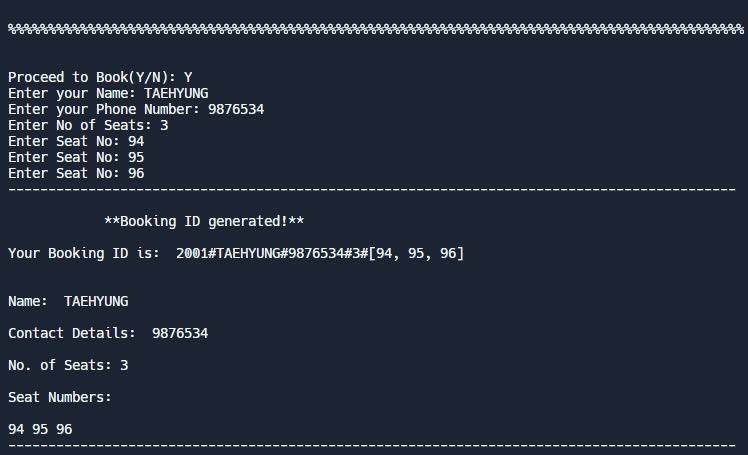 %%%%%%%%%%%%%%%%%%%%%%%%%%%%%%%%%%%%%%%%%%%%%%%%%%%%%%%%%%%%%%%%%%%%%%%%%%%%%%%%%%%%%%%%%%%%%%
Proceed to Book(Y/N): Y
Enter your Name: TAEHYUNG
Enter your Phone Number: 9876534
Enter No of Seats: 3
Enter Seat No: 94
Enter Seat No: 95
Enter Seat No: 96
-------------------------------------------------------------------------------------------
**Booking ID generated!**
Your Booking ID is:  2001#TAEHYUNG#9876534#3#[94, 95, 96]
Name:  TAEHYUNG
Contact Details:  9876534
No. of Seats: 3
Seat Numbers:
94 95 96
-------------------------------------------------------------------------------------------